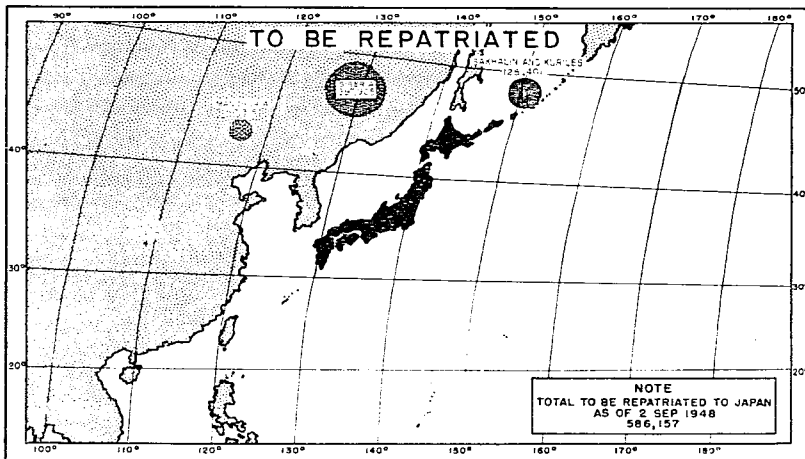 90° 100° 110° 120° 130° 140° 150° 160° 170° 180°
TO BE REPATRIATED
SAKHALIN AND KURILES
50°
50°
40°
40°
30°
30°
20°
20°
NOTE
TOTAL TO BE REPATRIATED TO JAPAN
AS OF 2 SEP 1948
586,157
100° 110° 120° 130° 140° 150° 160° 170° 180°